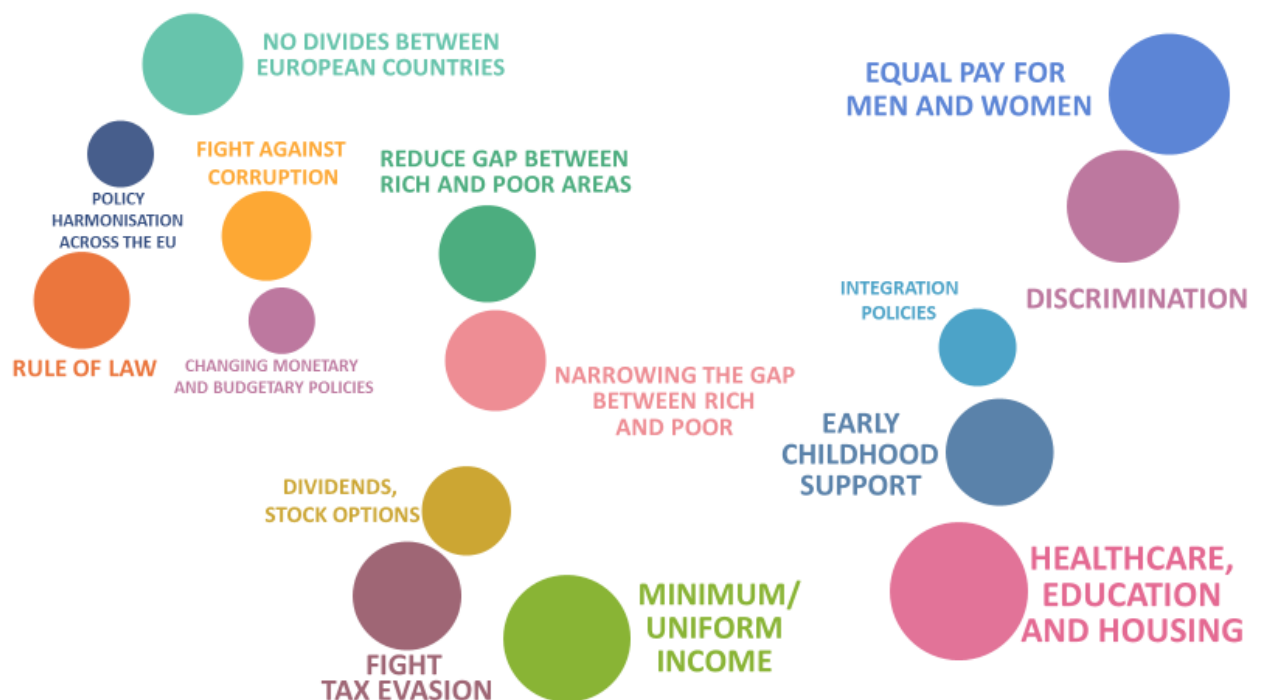 NO DIVIDES BETWEEN
EUROPEAN COUNTRIES
EQUAL PAY FOR
MEN AND WOMEN
FIGHT AGAINST
CORRUPTION
REDUCE GAP BETWEEN
RICH AND POOR AREAS
POLICY
HARMONISATION
ACROSS THE EU
INTEGRATION
POLICIES
DISCRIMINATION
RULE OF LAW
CHANGING MONETARY
AND BUDGETARY POLICIES
NARROWING THE GAP
BETWEEN RICH
AND POOR
EARLY
CHILDHOOD
SUPPORT
DIVIDENDS,
STOCK OPTIONS
HEALTHCARE,
EDUCATION
AND HOUSING
MINIMUM/
UNIFORM
INCOME
FIGHT
TAX EVASION